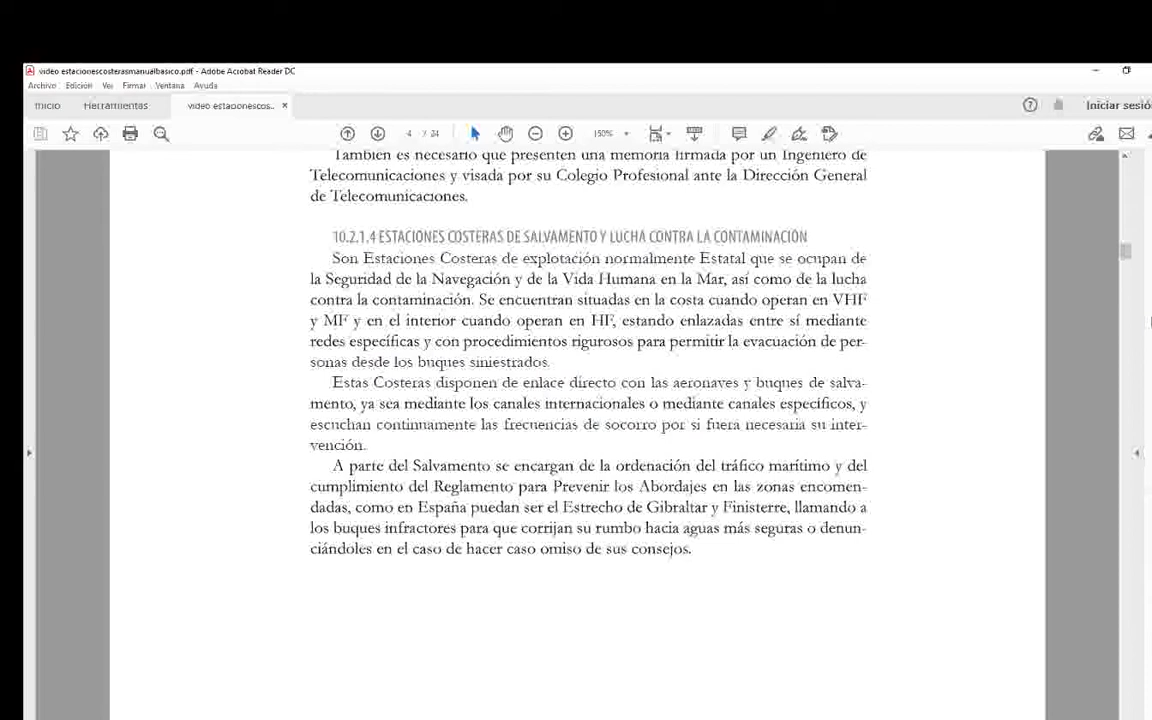 video estacionescosterasmanualbasico.pdf - Adobe Acrobat Reader DC
Archivo Edición Ver Firmar Ventana Ayuda
Inicio Herramientas video estacionescos... × Iniciar sesió
4 / 24 150%
También es necesario que presenten una memoria firmada por un Ingeniero de
Telecomunicaciones y visada por su Colegio Profesional ante la Dirección General
de Telecomunicaciones.
10.2.1.4 ESTACIONES COSTERAS DE SALVAMENTO Y LUCHA CONTRA LA CONTAMINACIÓN
Son Estaciones Costeras de explotación normalmente Estatal que se ocupan de
la Seguridad de la Navegación y de la Vida Humana en la Mar, así como de la lucha
contra la contaminación. Se encuentran situadas en la costa cuando operan en VHF
y MF y en el interior cuando operan en HF, estando enlazadas entre sí mediante
redes específicas y con procedimientos rigurosos para permitir la evacuación de per-
sonas desde los buques siniestrados.
Estas Costeras disponen de enlace directo con las aeronaves y buques de salva-
mento, ya sea mediante los canales internacionales o mediante canales específicos, y
escuchan continuamente las frecuencias de socorro por si fuera necesaria su inter-
vención.
A parte del Salvamento se encargan de la ordenación del tráfico marítimo y del
cumplimiento del Reglamento para Prevenir los Abordajes en las zonas encomen-
dadas, como en España puedan ser el Estrecho de Gibraltar y Finisterre, llamando a
los buques infractores para que corrijan su rumbo hacia aguas más seguras o denun-
ciándoles en el caso de hacer caso omiso de sus consejos.